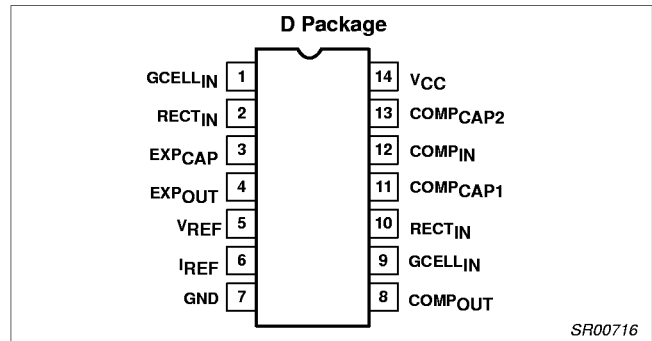 D Package
GCELLIN 1 14 VCC
RECTIN 2 13 COMPCAP2
EXPCAP 3 12 COMPIN
EXPOUT 4 11 COMPCAP1
VREF 5 10 RECTIN
IREF 6 9 GCELLIN
GND 7 8 COMPOUT
SR00716